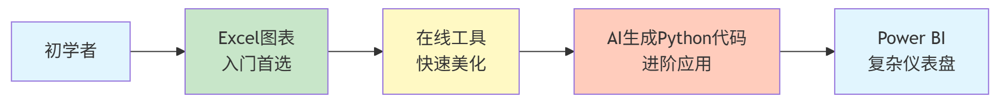 初学者
Excel图表
入门首选
在线工具
快速美化
AI生成Python代码
进阶应用
Power BI
复杂仪表盘